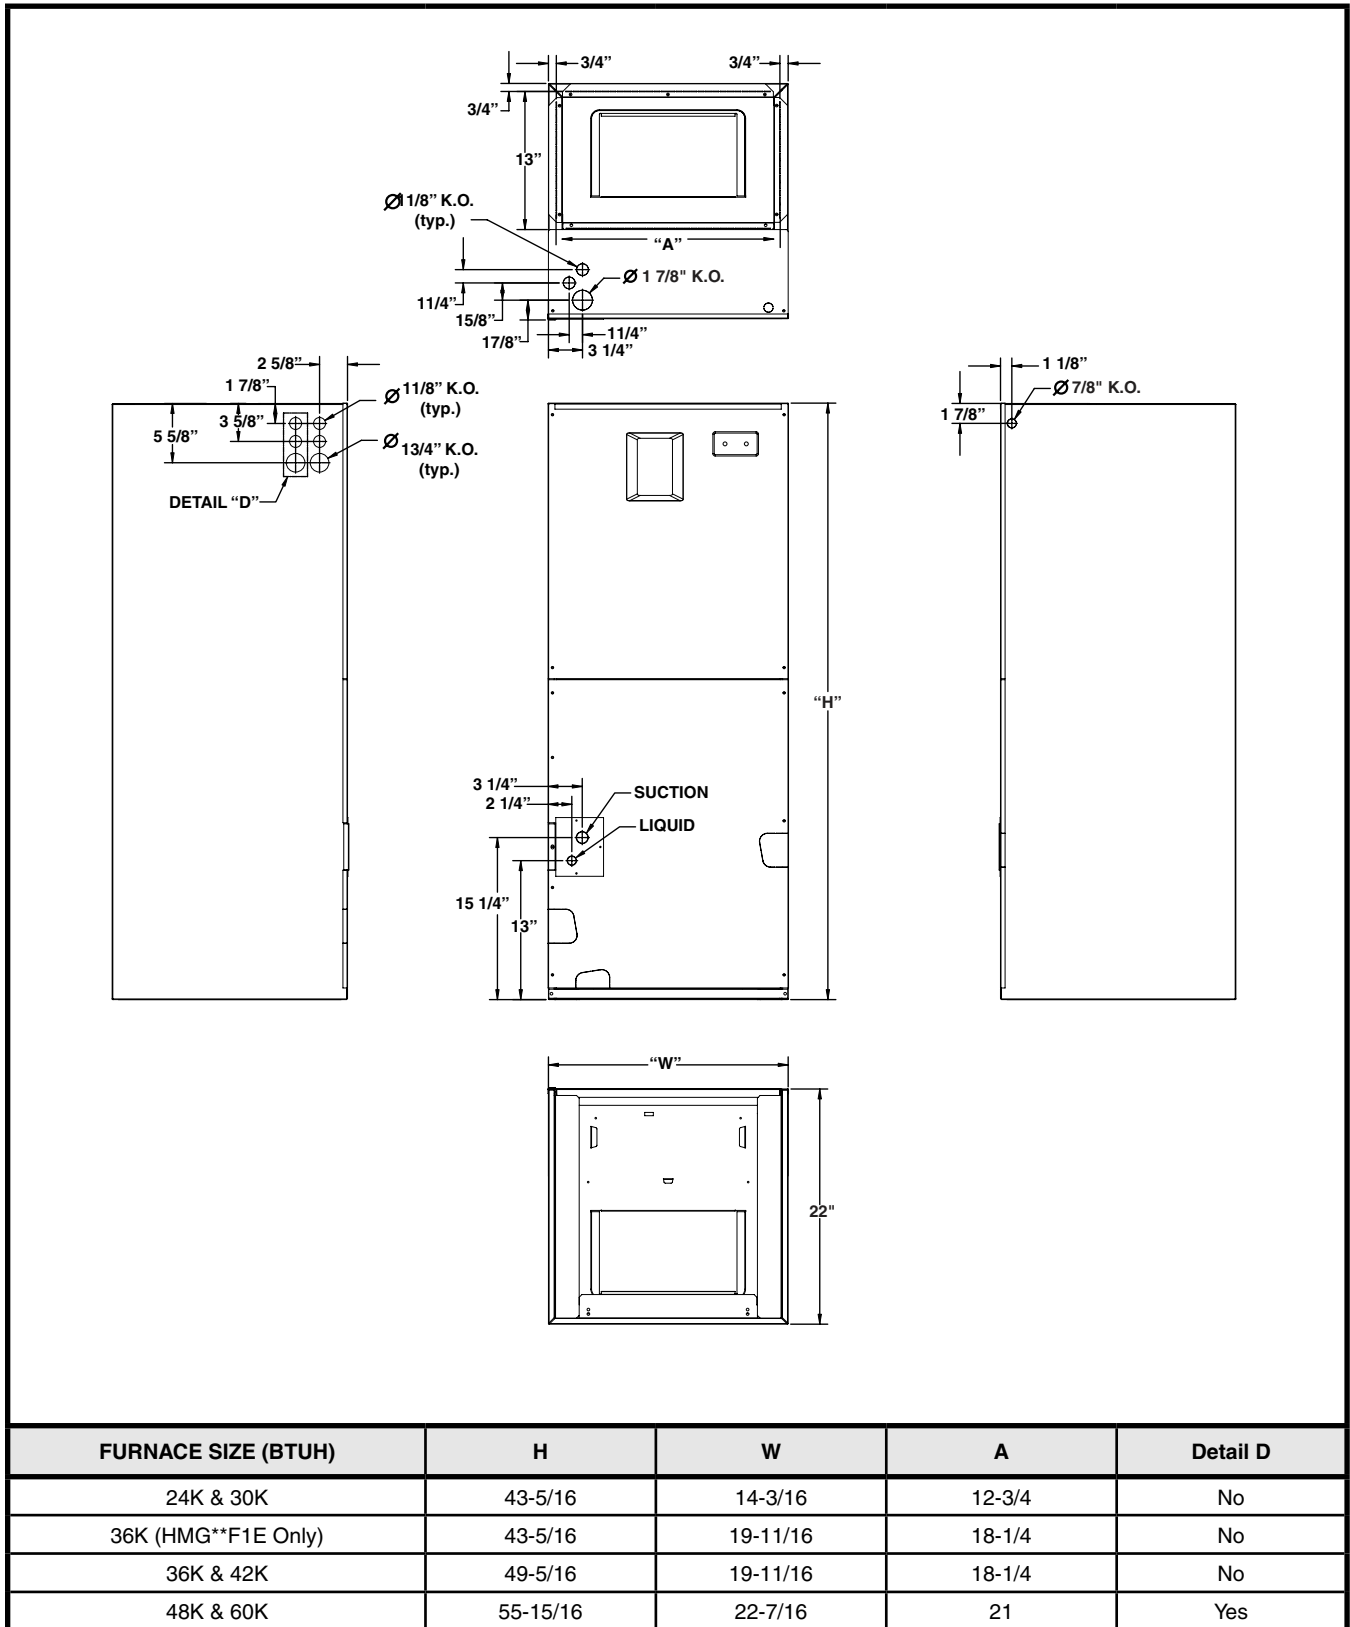 3/4”
3/4”
3/4”
13”
Ø11/8” K.O.
(typ.)
“A”
Ø 1 7/8" K.O.
11/4”
15/8”
17/8”
11/4”
3 1/4”
2 5/8”
1 7/8”
Ø 11/8” K.O.
(typ.)
3 5/8”
5 5/8”
Ø 13/4” K.O.
(typ.)
DETAIL “D”
1 1/8”
Ø 7/8" K.O.
1 7/8”
“H”
3 1/4”
2 1/4”
SUCTION
LIQUID
15 1/4”
13”
“W”
22"
FURNACE SIZE (BTUH) H W A Detail D
24K & 30K 43-5/16 14-3/16 12-3/4 No
36K (HMG**F1E Only) 43-5/16 19-11/16 18-1/4 No
36K & 42K 49-5/16 19-11/16 18-1/4 No
48K & 60K 55-15/16 22-7/16 21 Yes